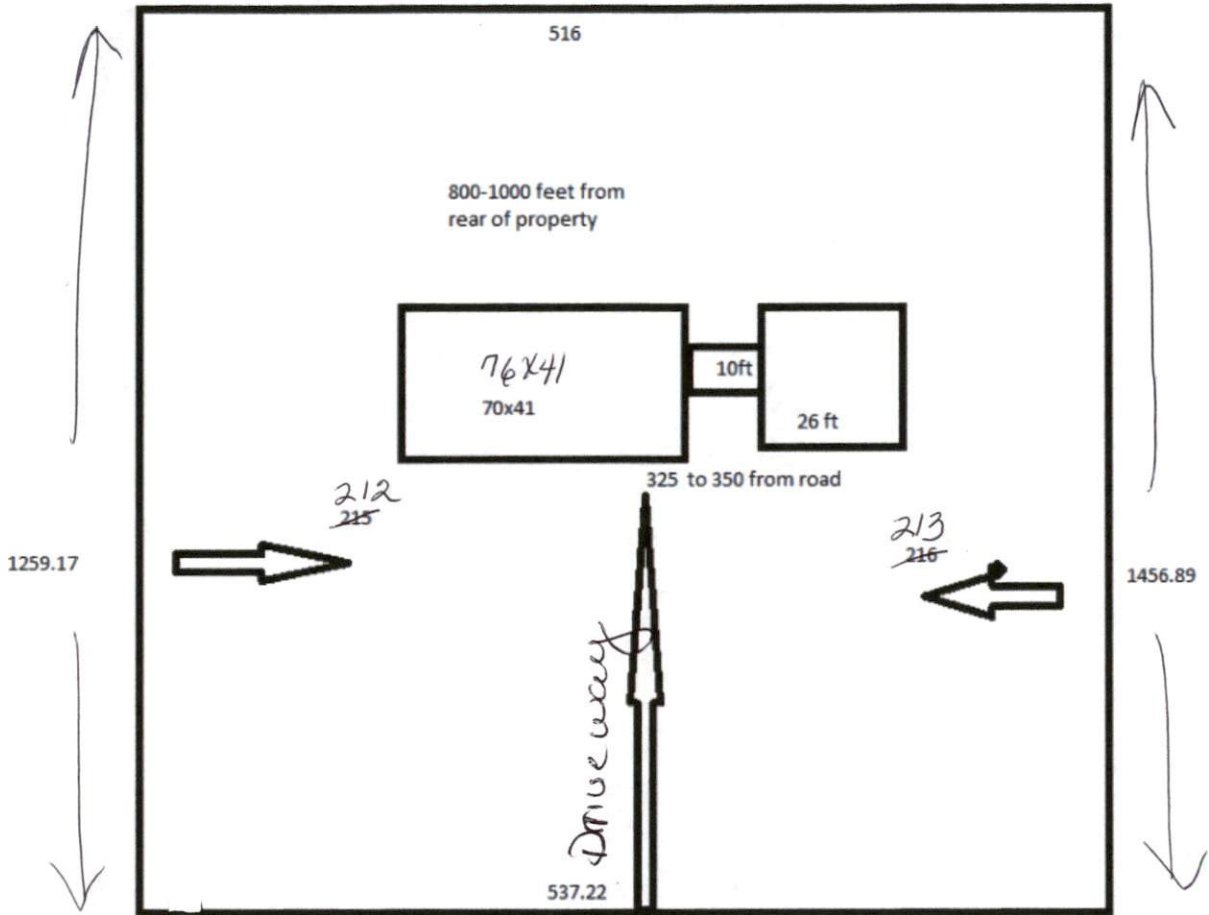 516
800-1000 feet from
rear of property
76X41
70x41
10ft
26 ft
325 to 350 from road
212
215
213
216
1259.17
1456.89
Driveway
537.22